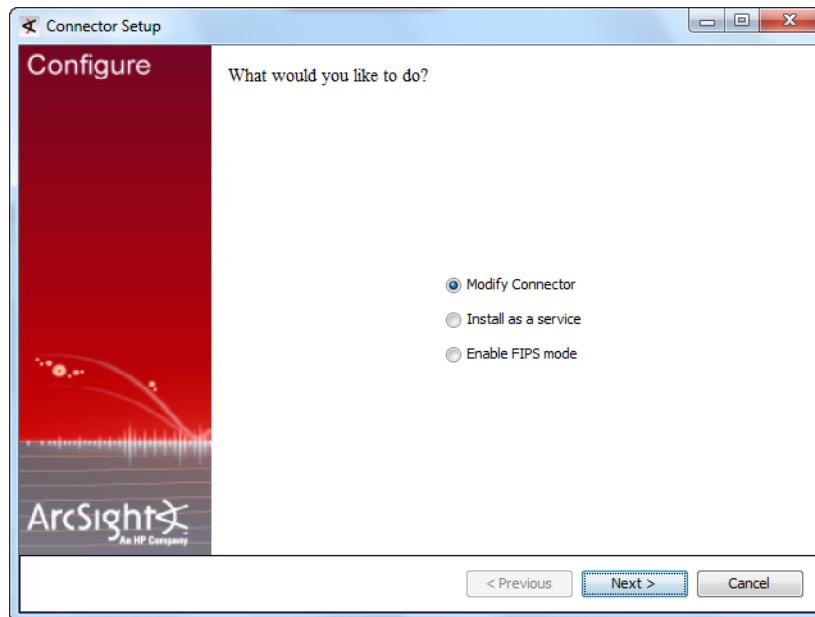 Connector Setup
Configure
What would you like to do?
Modify Connector
Install as a service
Enable FIPS mode
ArcSight
An HP Company
< Previous
Next >
Cancel